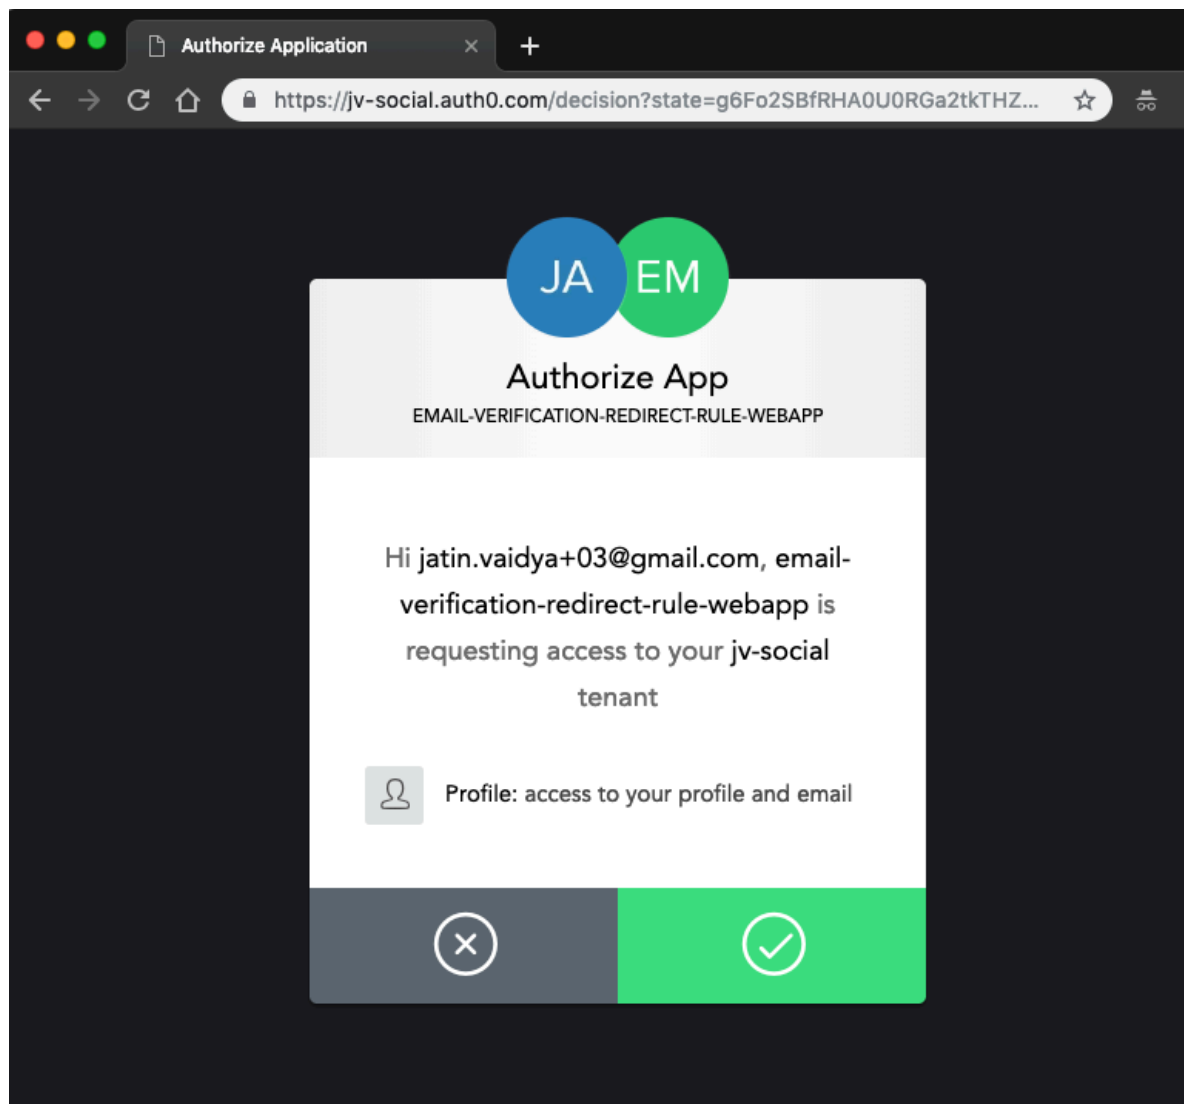 Authorize Application
https://jv-social.auth0.com/decision?state=g6Fo2SBfRHA0U0RGa2tkTHZ...
JA EM
Authorize App
EMAIL-VERIFICATION-REDIRECT-RULE-WEBAPP
Hi jatin.vaidya+03@gmail.com, email-
verification-redirect-rule-webapp is
requesting access to your jv-social
tenant
Profile: access to your profile and email